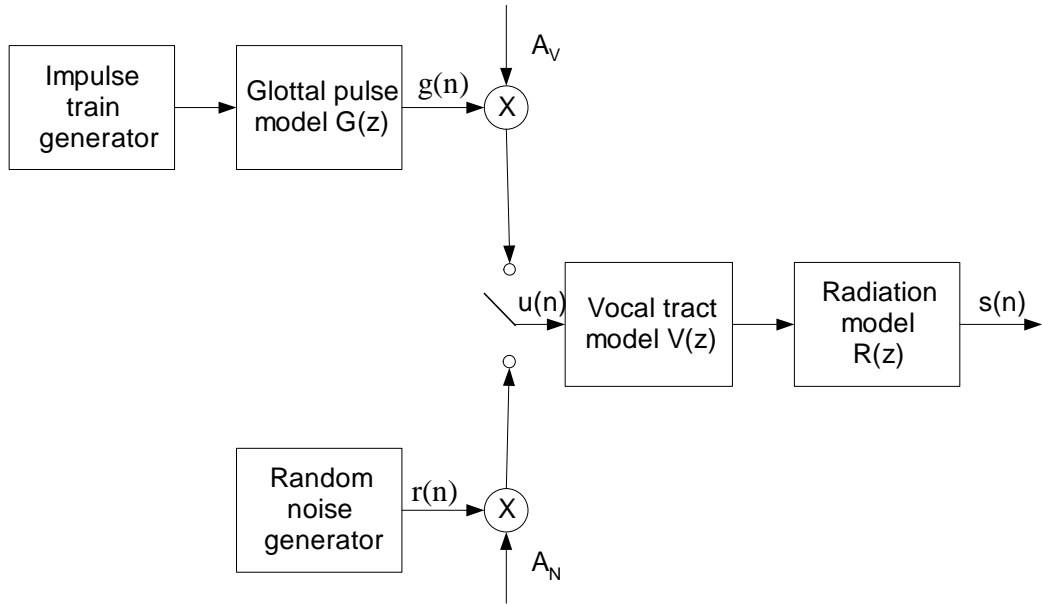 Impulse
train
generator
Glottal pulse
model G(z)
g(n)
X
A_V
u(n)
Vocal tract
model V(z)
Radiation
model
R(z)
s(n)
Random
noise
generator
r(n)
X
A_N